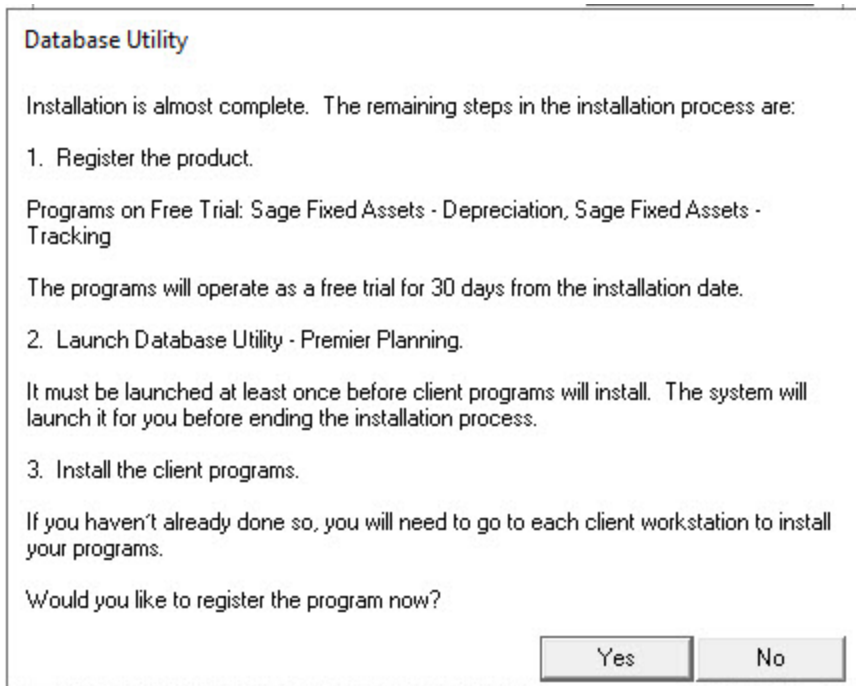 Database Utility
Installation is almost complete.  The remaining steps in the installation process are:
1.  Register the product.
Programs on Free Trial: Sage Fixed Assets - Depreciation, Sage Fixed Assets -
Tracking
The programs will operate as a free trial for 30 days from the installation date.
2.  Launch Database Utility - Premier Planning.
It must be launched at least once before client programs will install.  The system will
launch it for you before ending the installation process.
3.  Install the client programs.
If you haven´t already done so, you will need to go to each client workstation to install
your programs.
Would you like to register the program now?
Yes
No